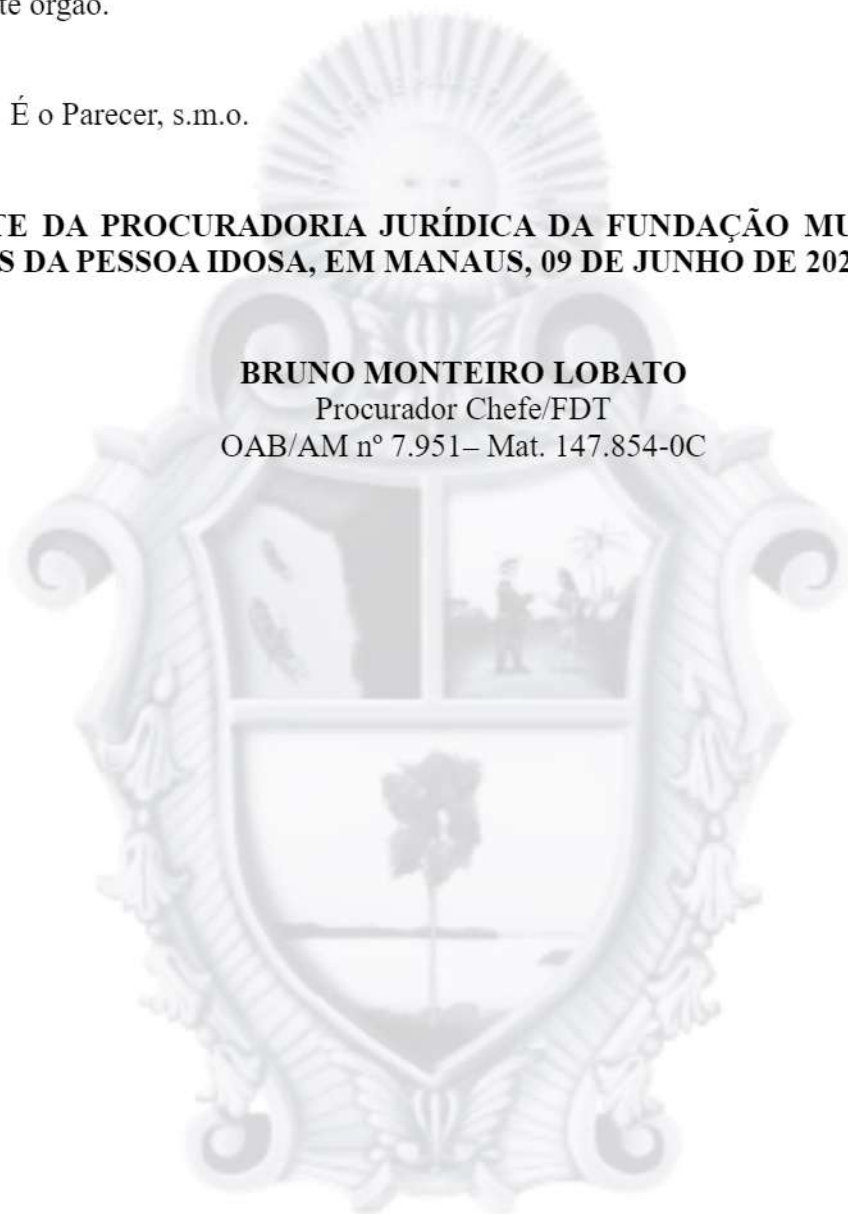 te órgão.
É o Parecer, s.m.o.
TE DA PROCURADORIA JURÍDICA DA FUNDAÇÃO MU
S DA PESSOA IDOSA, EM MANAUS, 09 DE JUNHO DE 202
BRUNO MONTEIRO LOBATO
Procurador Chefe/FDT
OAB/AM nº 7.951– Mat. 147.854-0C